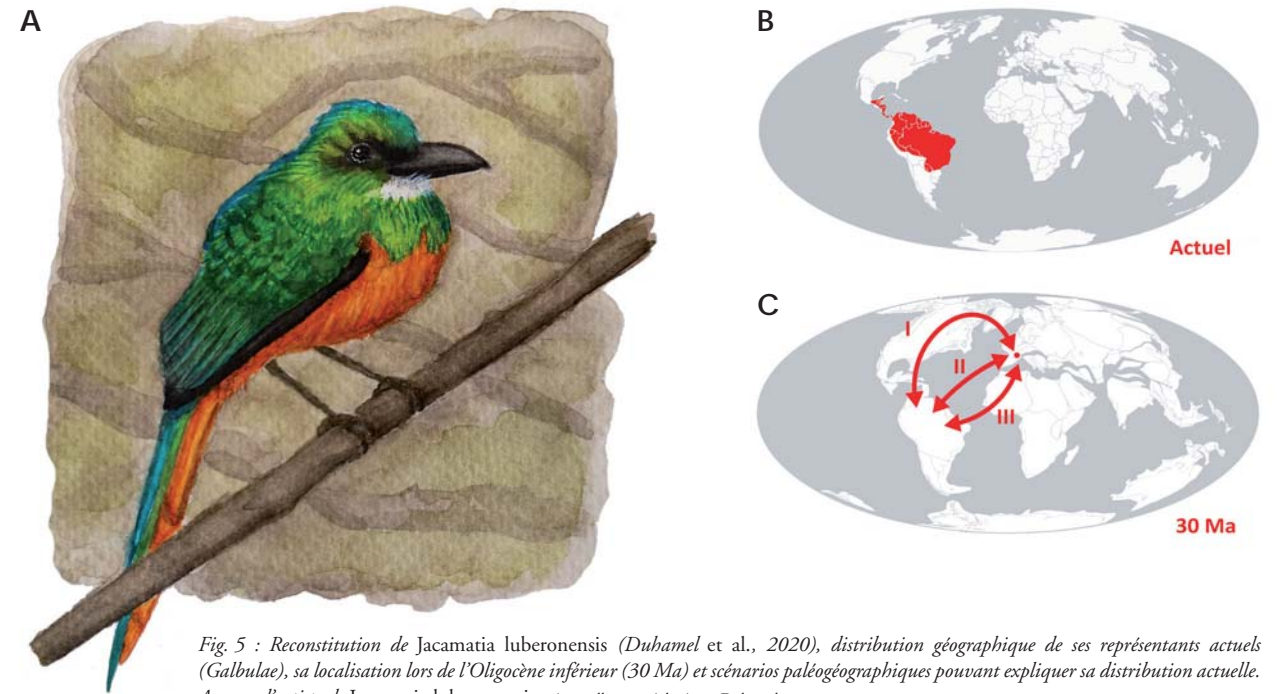 A
B
Actuel
C
I
II
III
30 Ma
Fig. 5 : Reconstitution de Jacamatia luberonensis (Duhamel et al., 2020), distribution géographique de ses représentants actuels
(Galbulae), sa localisation lors de l'Oligocène inférieur (30 Ma) et scénarios paléogéographiques pouvant expliquer sa distribution actuelle.